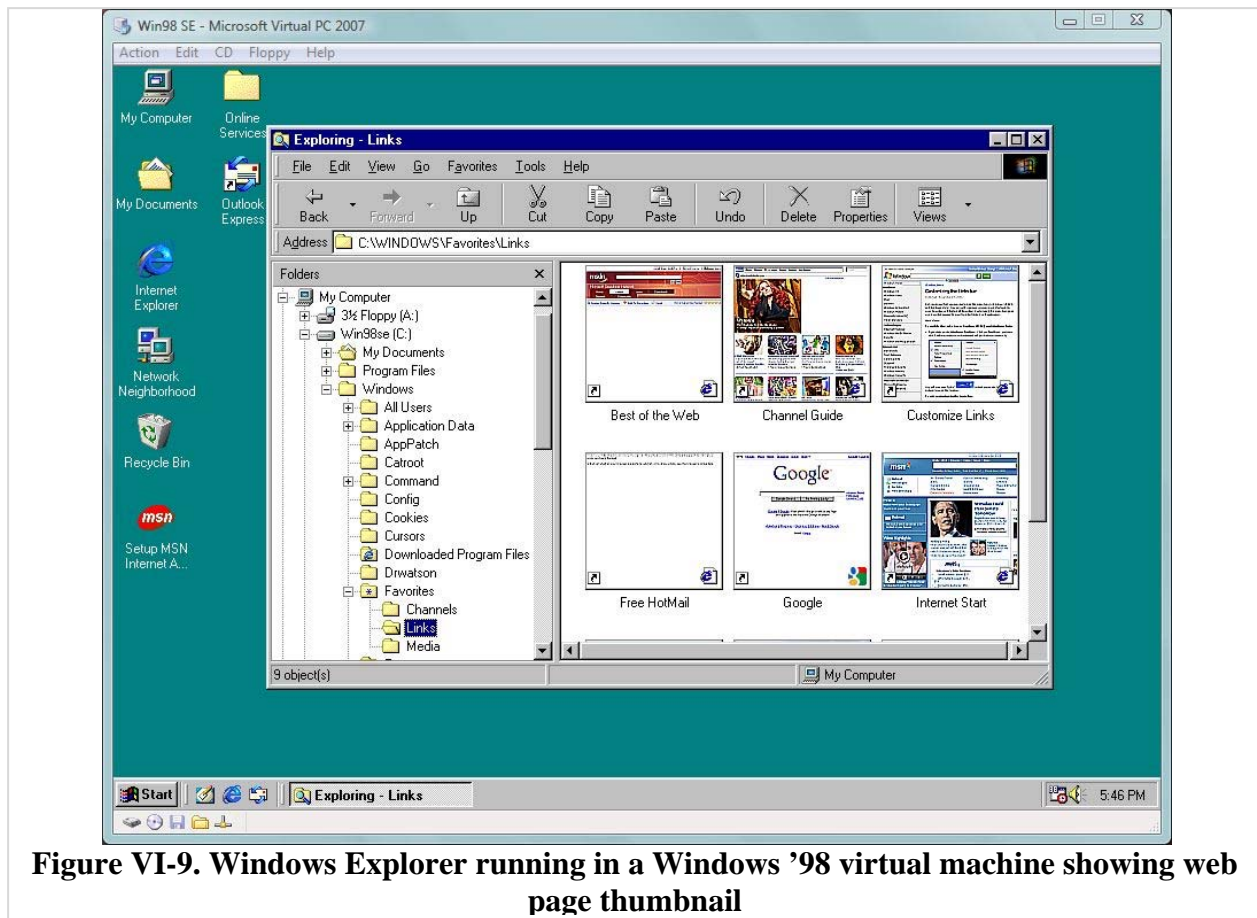 Win98 SE - Microsoft Virtual PC 2007
Action Edit CD Floppy Help
My Computer
Online
Services
My Documents
Outlook
Express
Internet
Explorer
Network
Neighborhood
Recycle Bin
msn
Setup MSN
Internet A...
Exploring - Links
File Edit View Go Favorites Tools Help
Back Forward Up Cut Copy Paste Undo Delete Properties Views
Address C:\WINDOWS\Favorites\Links
Folders
My Computer
3½ Floppy (A:)
Win98se (C:)
My Documents
Program Files
Windows
All Users
Application Data
AppPatch
Catroot
Command
Config
Cookies
Cursors
Downloaded Program Files
Drwatson
Favorites
Channels
Links
Media
msn
Best of the Web
Channel Guide
Customize Links
Google
msn
Free HotMail
Google
Internet Start
9 object(s)
My Computer
Start
Exploring - Links
5:46 PM
Figure VI-9. Windows Explorer running in a Windows ’98 virtual machine showing web
page thumbnail